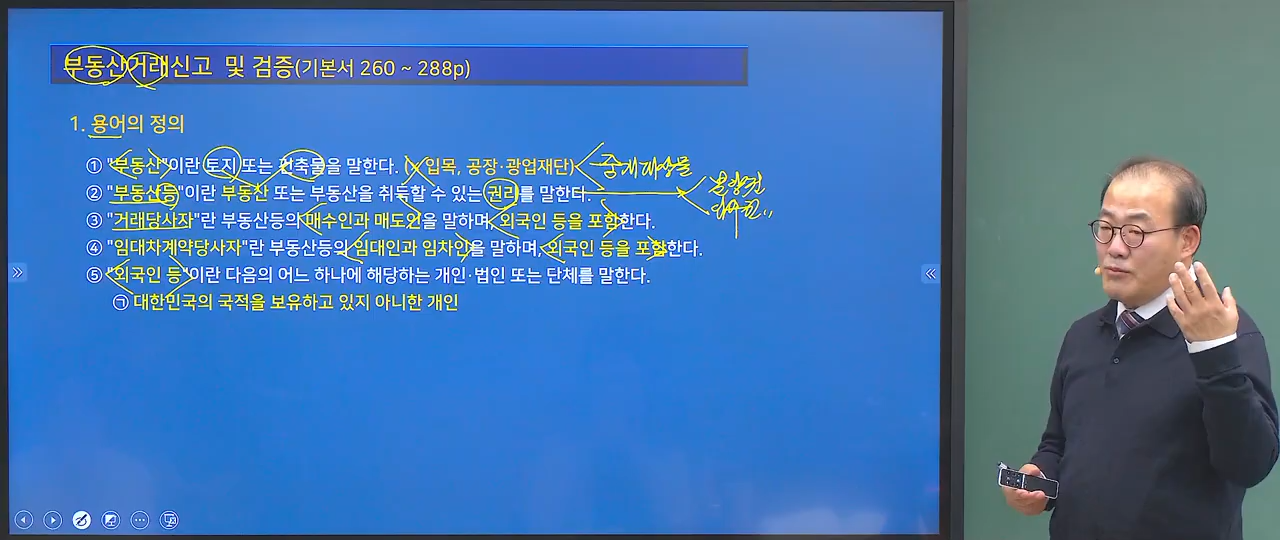 부동산거래신고 및 검증(기본서 260 ~ 288p)
1. 용어의 정의
① "부동산"이란 토지 또는 건축물을 말한다. (× 입목, 공장·광업재단) 중개대상물
② "부동산등"이란 부동산 또는 부동산을 취득할 수 있는 권리를 말한다. 분양권
입주권
③ "거래당사자"란 부동산등의 매수인과 매도인을 말하며, 외국인 등을 포함한다.
④ "임대차계약당사자"란 부동산등의 임대인과 임차인을 말하며, 외국인 등을 포함한다.
⑤ "외국인 등"이란 다음의 어느 하나에 해당하는 개인·법인 또는 단체를 말한다.
㉠ 대한민국의 국적을 보유하고 있지 아니한 개인